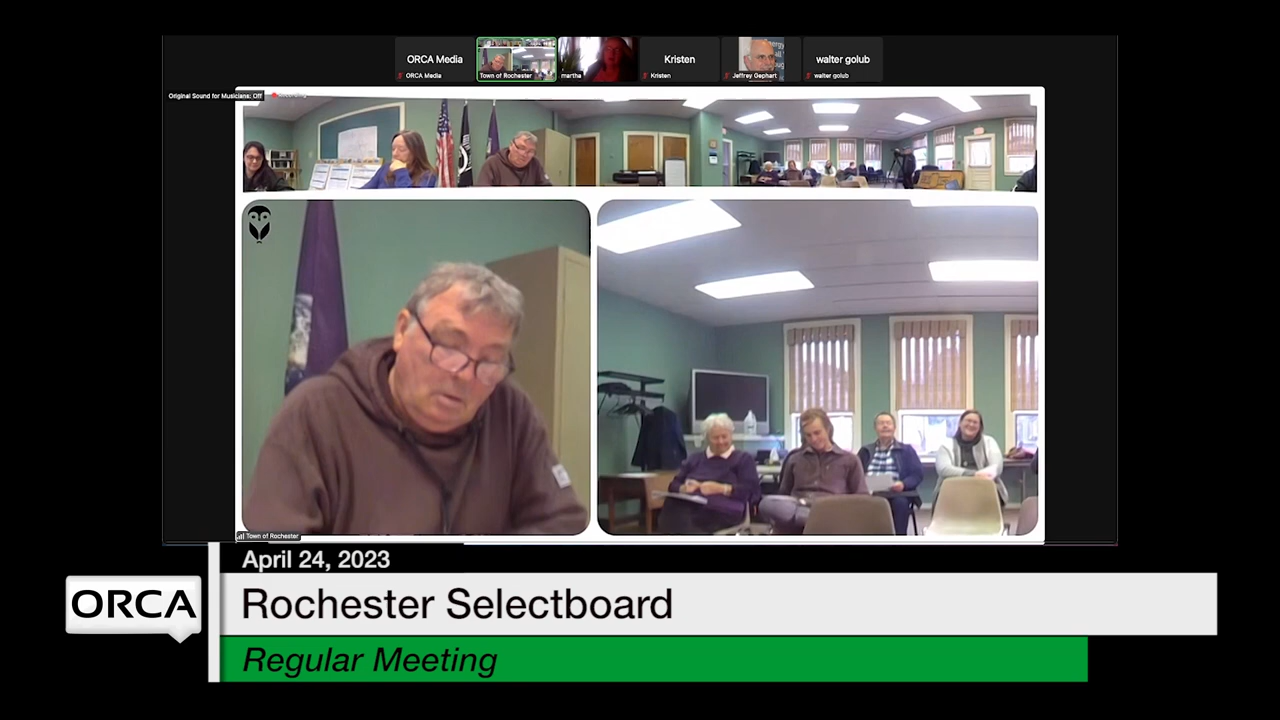 ORCA Media
Kristen
walter golub
ORCA Media
Town of Rochester
martha
Kristen
Jeffrey Gephart
walter golub
Original Sound for Musicians: Off
Town of Rochester
April 24, 2023
ORCA
Rochester Selectboard
Regular Meeting